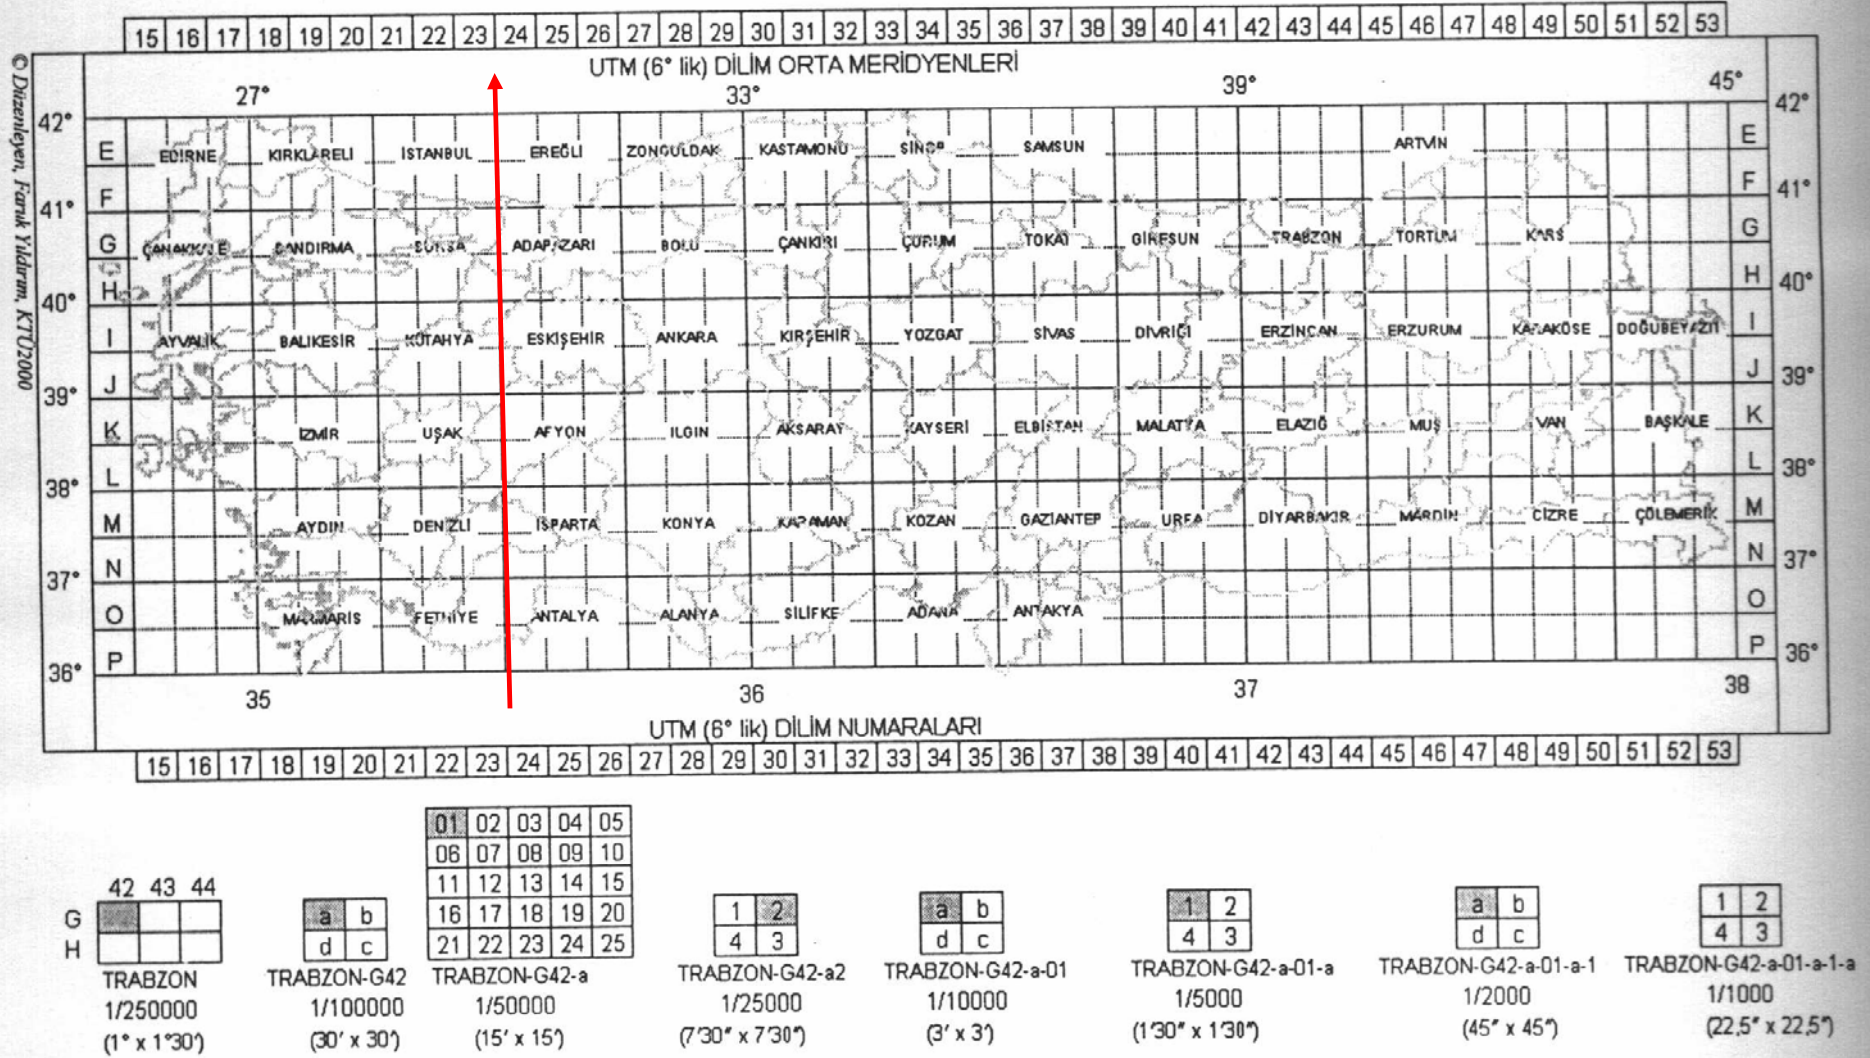 15 16 17 18 19 20 21 22 23 24 25 26 27 28 29 30 31 32 33 34 35 36 37 38 39 40 41 42 43 44 45 46 47 48 49 50 51 52 53
UTM (6° lik) DİLİM ORTA MERİDYENLERİ
27° 33° 39° 45°
© Düzenleyen, Faruk Yıldırım, KTÜ2000
42° 42°
E EDİRNE KIRKLARELİ İSTANBUL EREĞLİ ZONGULDAK KASTAMONU SİNOP SAMSUN ARTVİN E
F F
41° 41°
G ÇANAKKALE BANDIRMA BURSA ADAPAZARI BOLU ÇANKIRI ÇORUM TOKAT GİRESUN TRABZON TORTUM KARS G
H H
40° 40°
I AYVALIK BALIKESİR KÜTAHYA ESKİŞEHİR ANKARA KIRŞEHİR YOZGAT SİVAS DİVRİĞİ ERZİNCAN ERZURUM KARAKÖSE DOĞUBEYAZIT I
J J
39° 39°
K İZMİR UŞAK AFYON ILGIN AKSARAY KAYSERİ ELBİSTAN MALATYA ELAZIĞ MUŞ VAN BAŞKALE K
L L
38° 38°
M AYDIN DENİZLİ ISPARTA KONYA KARAMAN KOZAN GAZİANTEP URFA DİYARBAKIR MARDİN CİZRE ÇÖLEMERİK M
N N
37° 37°
O MARMARİS FETHİYE ANTALYA ALANYA SİLİFKE ADANA ANTAKYA O
P P
36° 36°
35 36 37 38
UTM (6° lik) DİLİM NUMARALARI
15 16 17 18 19 20 21 22 23 24 25 26 27 28 29 30 31 32 33 34 35 36 37 38 39 40 41 42 43 44 45 46 47 48 49 50 51 52 53
42 43 44
G
H
TRABZON
1/250000
(1° x 1°30')
a b
d c
TRABZON-G42
1/100000
(30' x 30')
01 02 03 04 05
06 07 08 09 10
11 12 13 14 15
16 17 18 19 20
21 22 23 24 25
TRABZON-G42-a
1/50000
(15' x 15')
1 2
4 3
TRABZON-G42-a2
1/25000
(7'30" x 7'30")
a b
d c
TRABZON-G42-a-01
1/10000
(3' x 3')
1 2
4 3
TRABZON-G42-a-01-a
1/5000
(1'30" x 1'30")
a b
d c
TRABZON-G42-a-01-a-1
1/2000
(45" x 45")
1 2
4 3
TRABZON-G42-a-01-a-1-a
1/1000
(22,5" x 22,5")